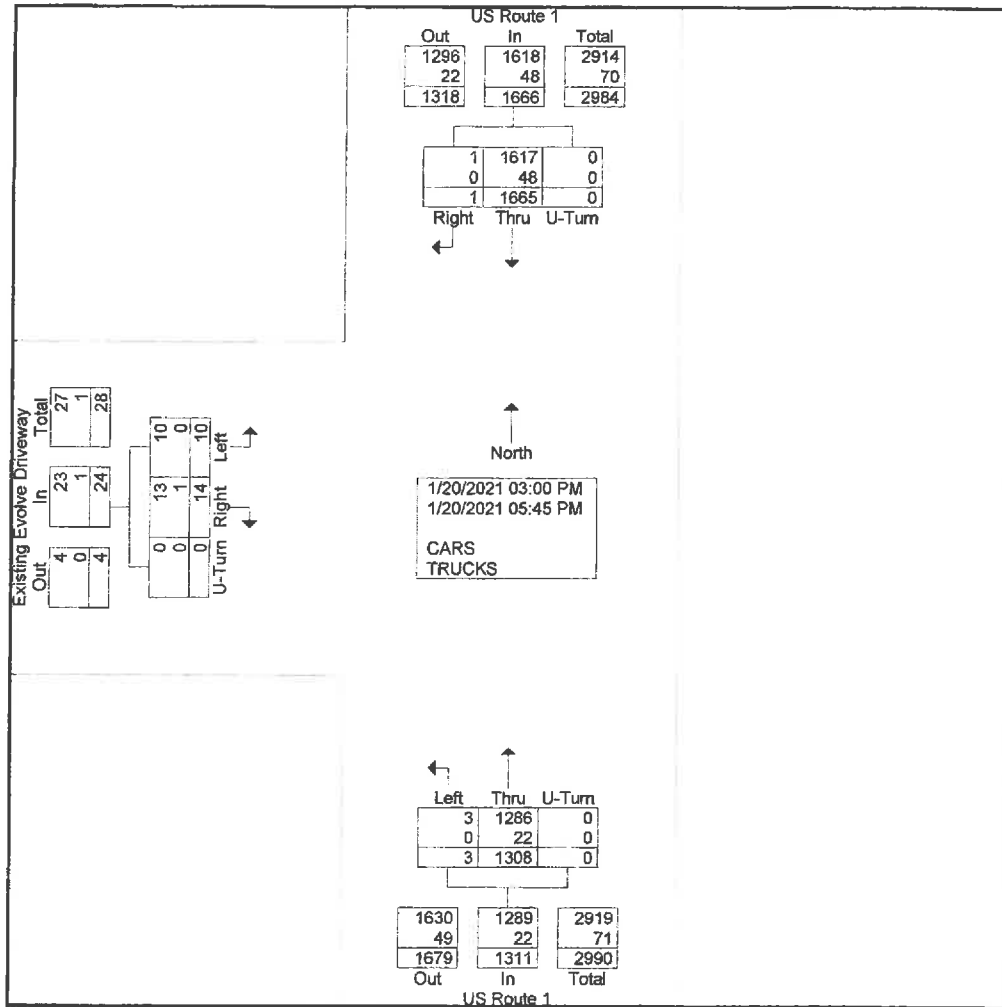 US Route 1
Out In Total
1296 1618 2914
22 48 70
1318 1666 2984
1 1617 0
0 48 0
1 1665 0
Right Thru U-Turn
Existing Evolve Driveway
Out In Total
4 23 27
0 1 1
4 24 28
0 13 10
0 1 0
0 14 10
U-Turn Right Left
North
1/20/2021 03:00 PM
1/20/2021 05:45 PM
CARS
TRUCKS
Left Thru U-Turn
3 1286 0
0 22 0
3 1308 0
1630 1289 2919
49 22 71
1679 1311 2990
Out In Total
US Route 1